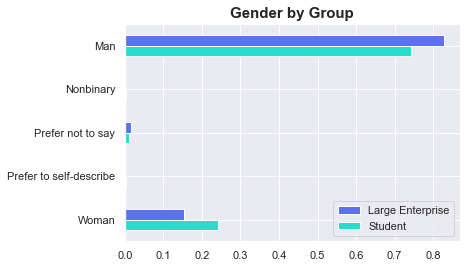 Gender by Group
Man
Nonbinary
Prefer not to say
Prefer to self-describe
Woman
Large Enterprise
Student
0.0 0.1 0.2 0.3 0.4 0.5 0.6 0.7 0.8